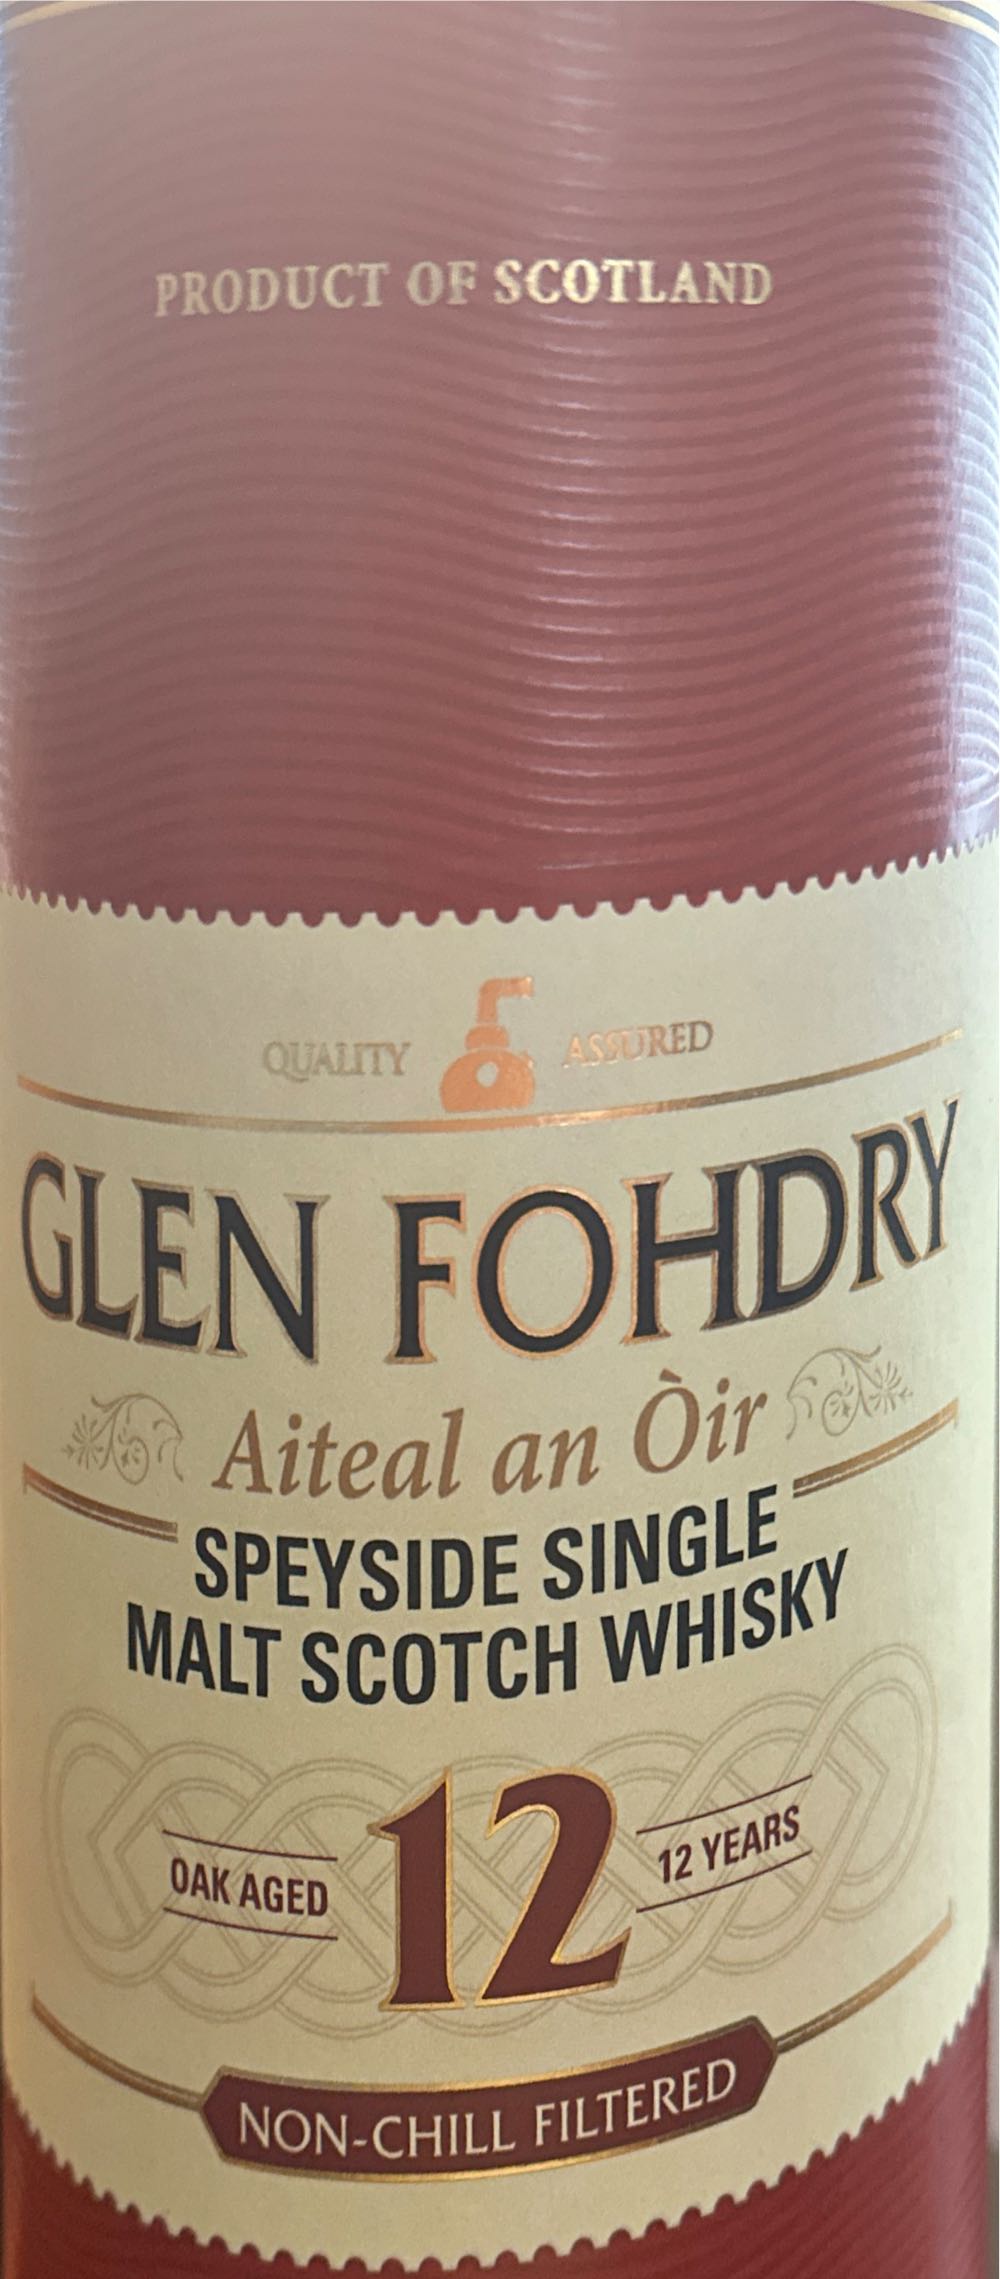 PRODUCT OF SCOTLAND
QUALITY ASSURED
GLEN FOHDRY
Aiteal an Òir
SPEYSIDE SINGLE
MALT SCOTCH WHISKY
OAK AGED 12 12 YEARS
NON-CHILL FILTERED